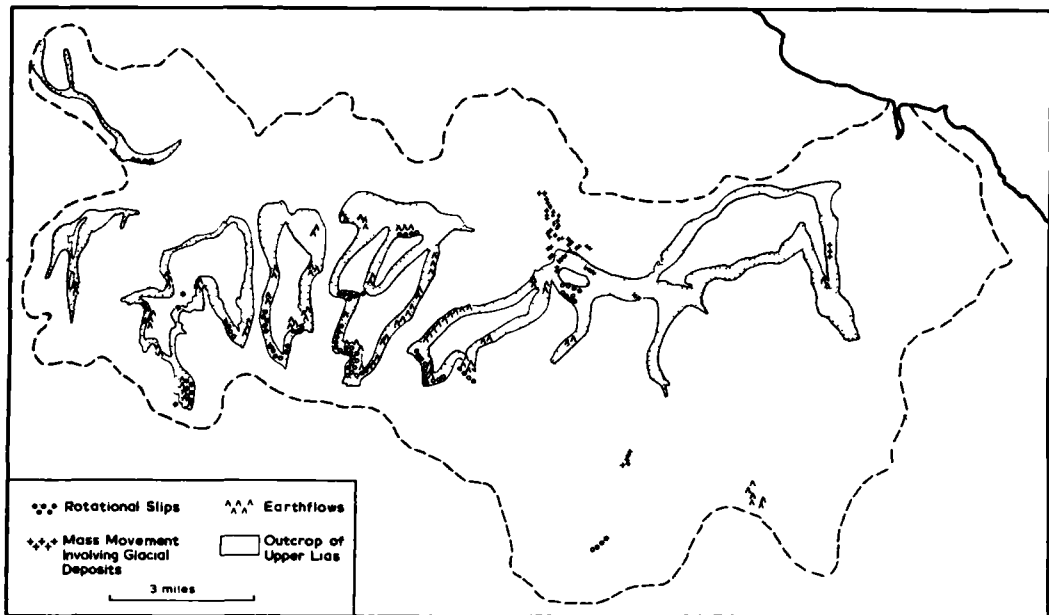 Rotational Slips
Earthflows
Mass Movement
Involving Glacial
Deposits
Outcrop of
Upper Lias
3 miles